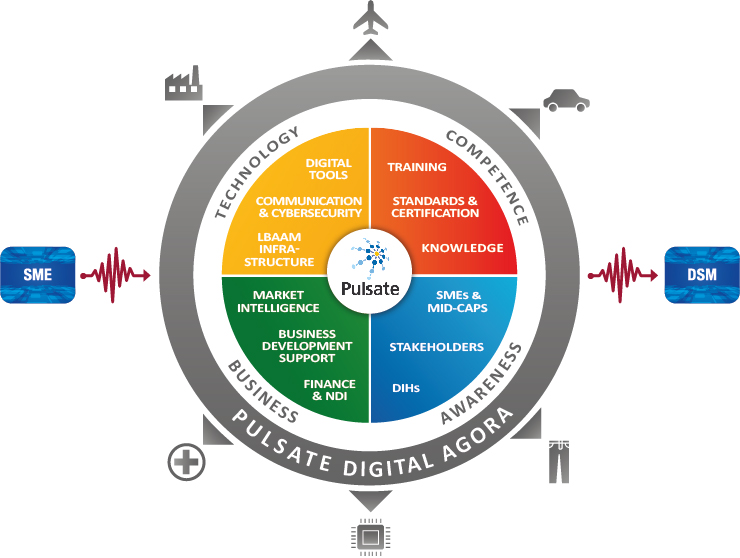 TECHNOLOGY
COMPETENCE
DIGITAL
TOOLS
COMMUNICATION
& CYBERSECURITY
LBAAM
INFRA-
STRUCTURE
TRAINING
STANDARDS &
CERTIFICATION
KNOWLEDGE
SME
Pulsate
DSM
MARKET
INTELLIGENCE
BUSINESS
DEVELOPMENT
SUPPORT
FINANCE
& NDI
SMEs &
MID-CAPS
STAKEHOLDERS
DIHs
BUSINESS
AWARENESS
PULSATE DIGITAL AGORA